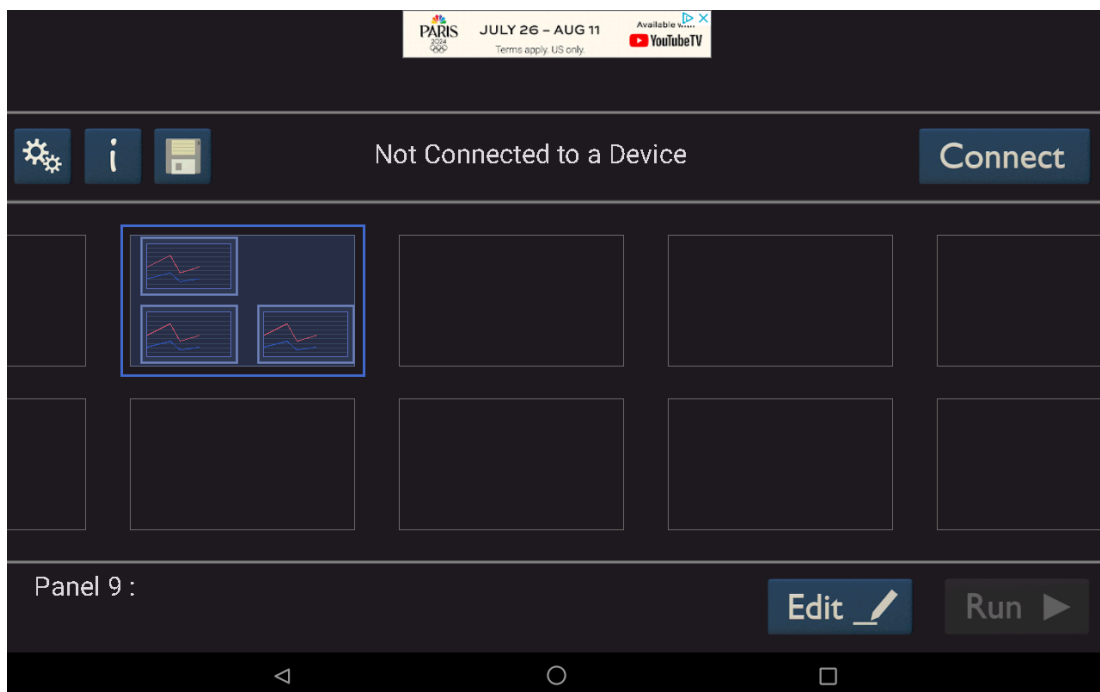 PARIS
2024
JULY 26 – AUG 11
Terms apply. US only.
Available
YouTubeTV
i
Not Connected to a Device
Connect
Panel 9 :
Edit
Run